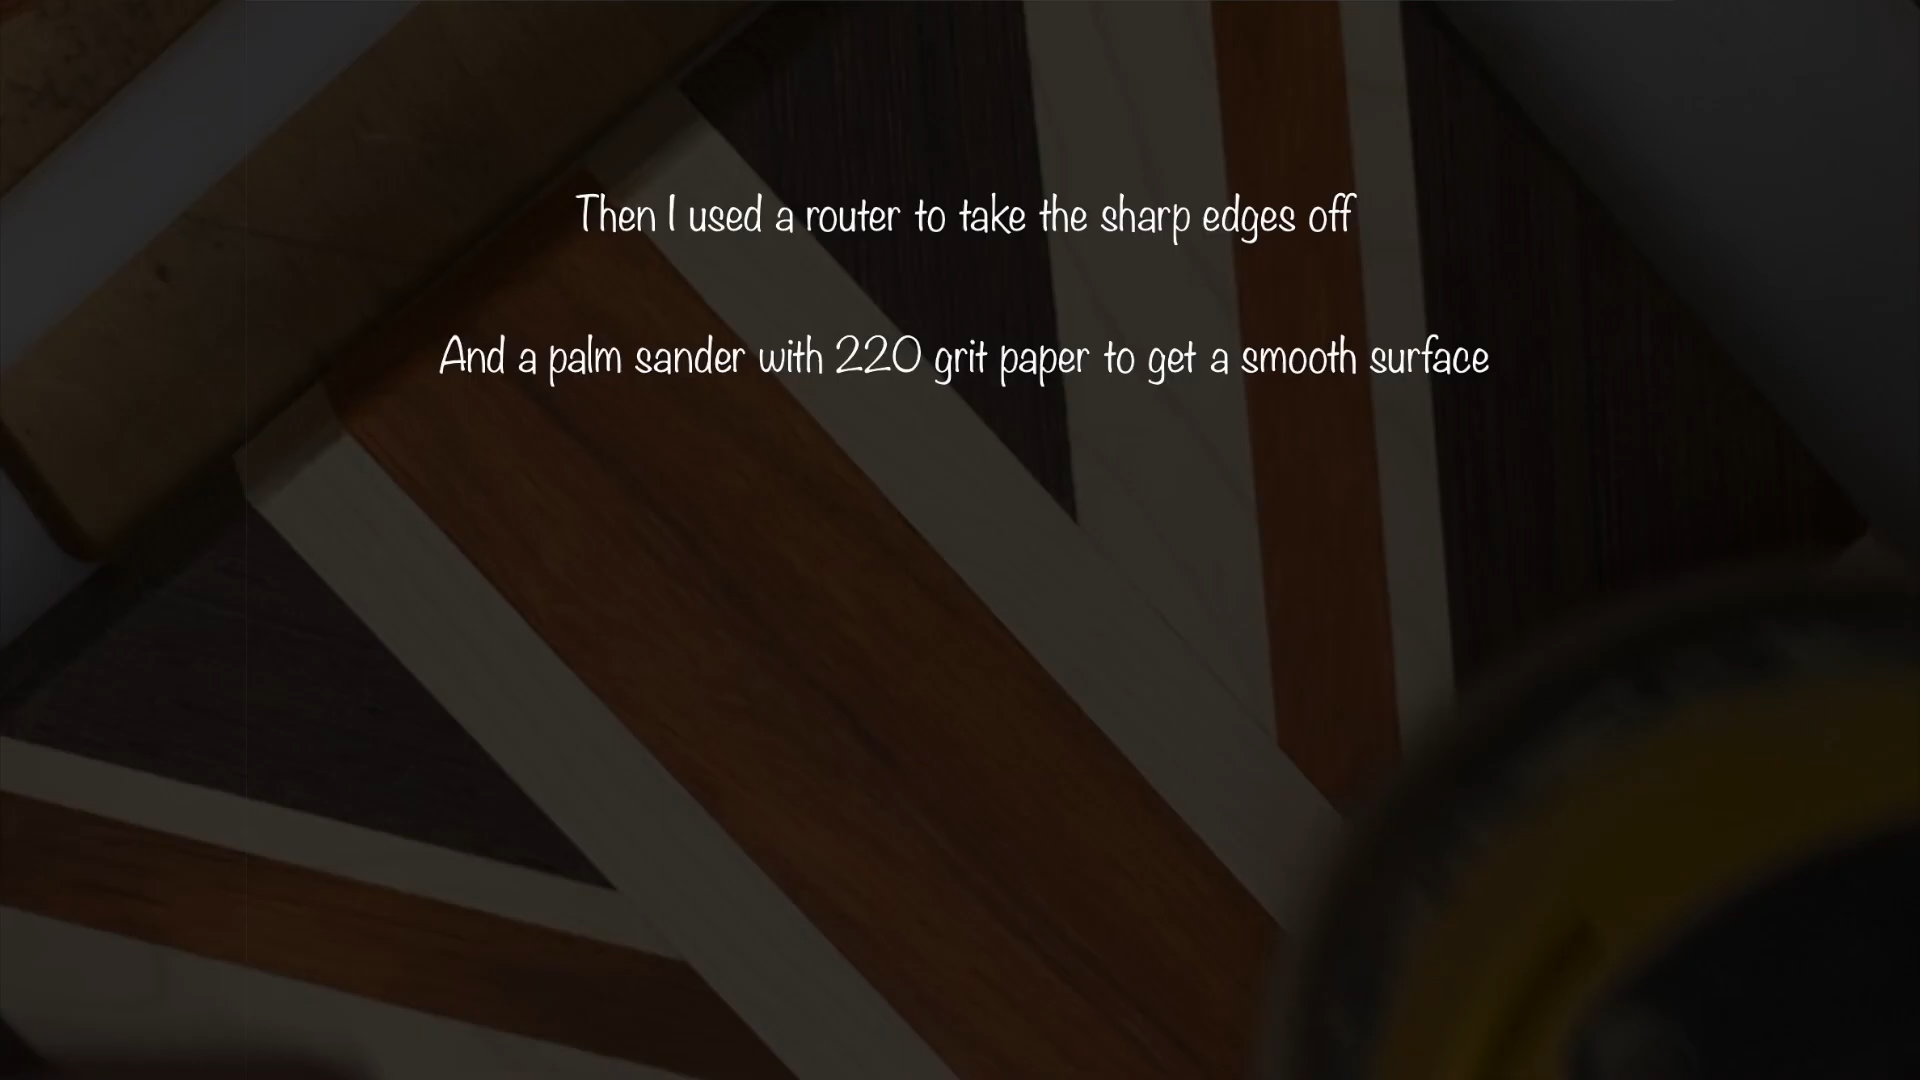 Then I used a router to take the sharp edges off
And a palm sander with 220 grit paper to get a smooth surface